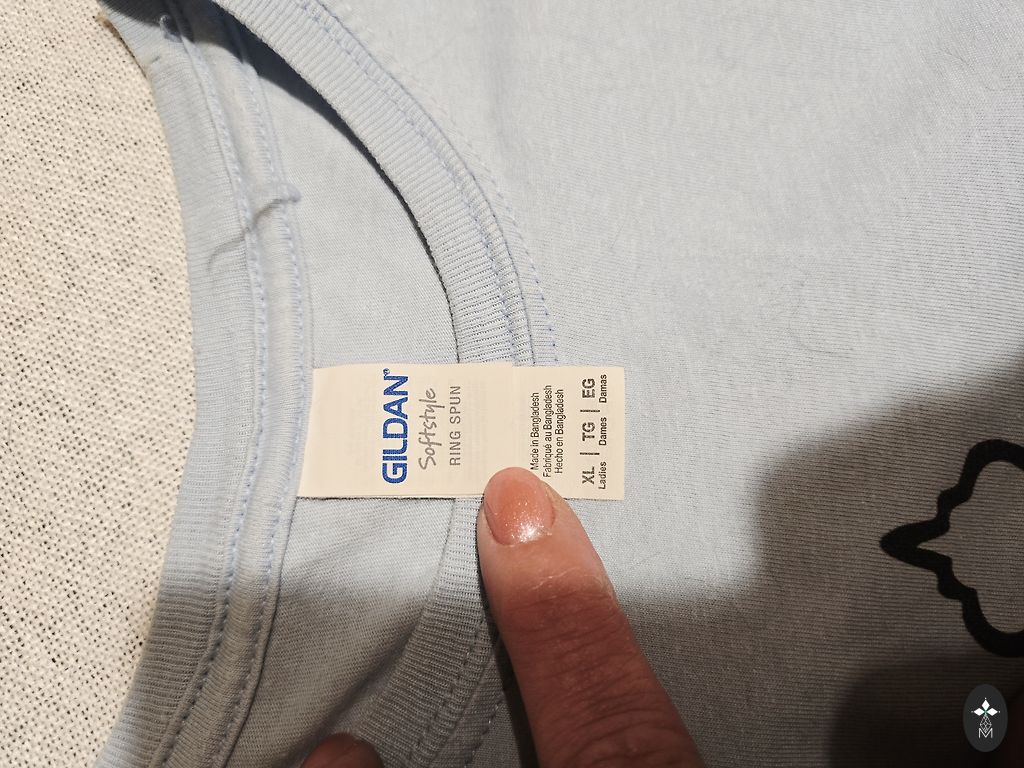 GILDAN®
Softstyle
RING SPUN
Made in Bangladesh
Fabriqué au Bangladesh
Hecho en Bangladesh
XL | TG | EG
Ladies Dames Damas
M